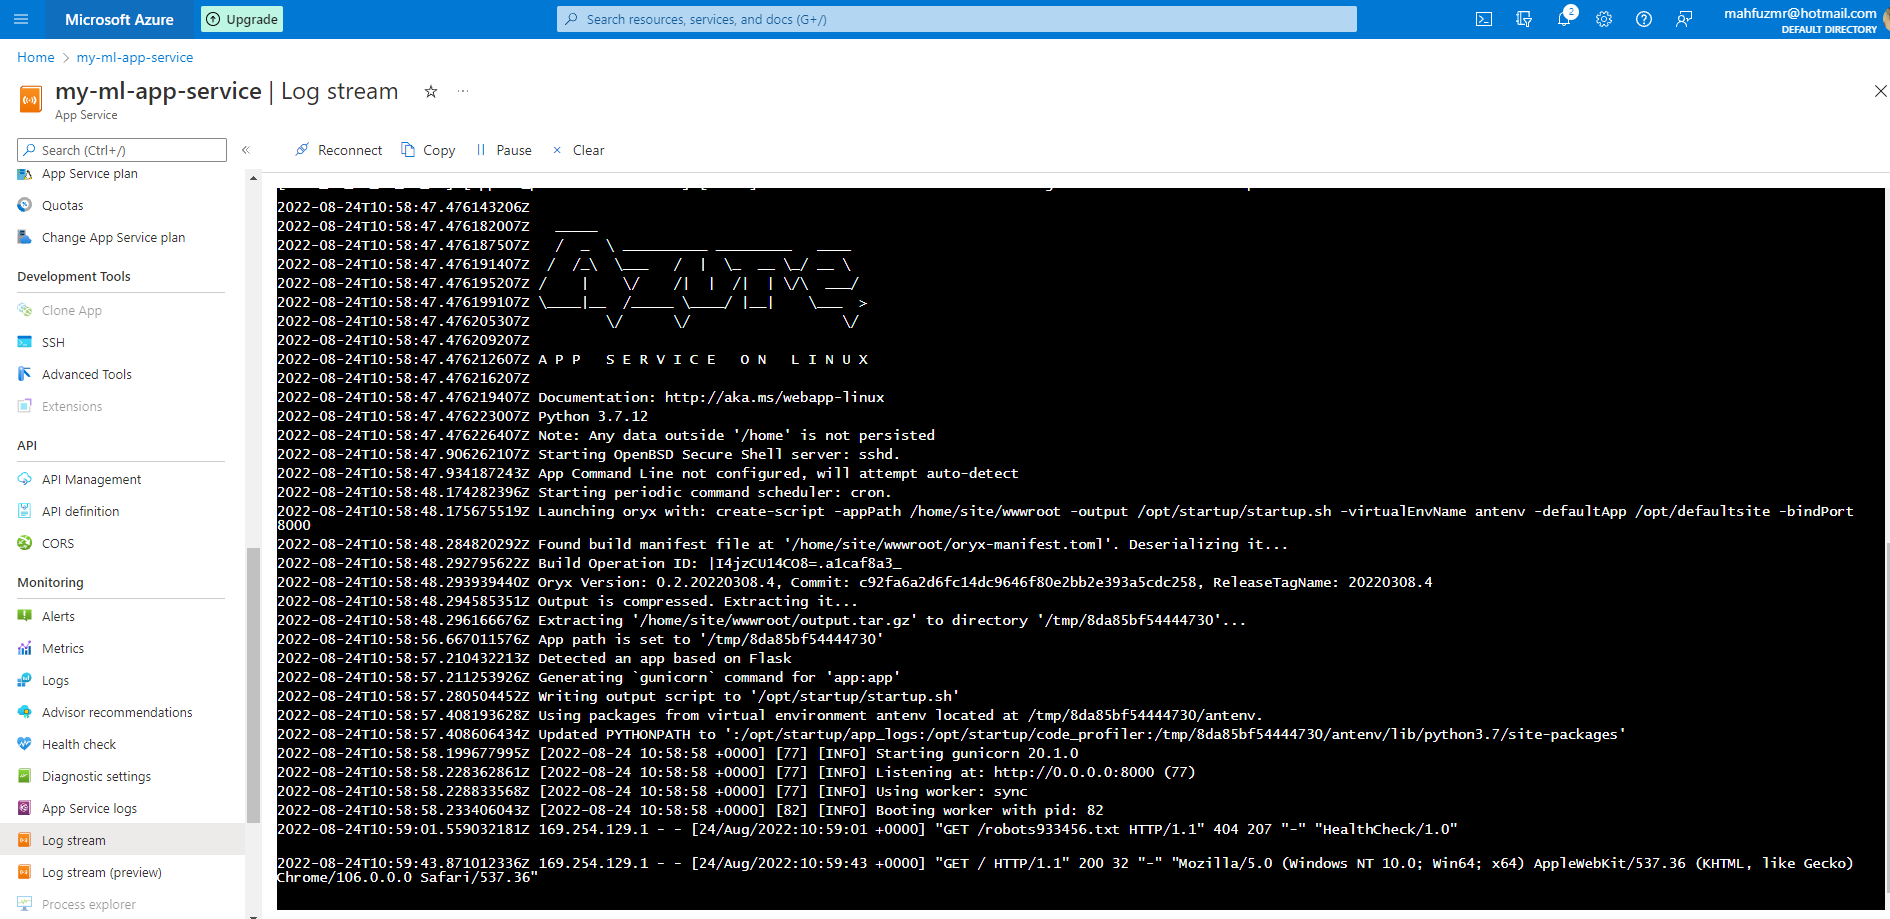 Microsoft Azure
Upgrade
Search resources, services, and docs (G+/)
2
mahfuzmr@hotmail.com
DEFAULT DIRECTORY
Home > my-ml-app-service
my-ml-app-service | Log stream
App Service
Search (Ctrl+/)
Reconnect
Copy
Pause
Clear
App Service plan
Quotas
Change App Service plan
Development Tools
Clone App
SSH
Advanced Tools
Extensions
API
API Management
API definition
CORS
Monitoring
Alerts
Metrics
Logs
Advisor recommendations
Health check
Diagnostic settings
App Service logs
Log stream
Log stream (preview)
Process explorer
2022-08-24T10:58:47.476143206Z
2022-08-24T10:58:47.476182007Z   _____
2022-08-24T10:58:47.476187507Z   /  _  \ __________ _________   ____
2022-08-24T10:58:47.476191407Z  /  /_\  \___   /  |  \_  __ \_/ __ \
2022-08-24T10:58:47.476195207Z /    |    \/    /|  |  /|  | \/\  ___/
2022-08-24T10:58:47.476199107Z \____|__  /_____ \____/ |__|    \___  >
2022-08-24T10:58:47.476205307Z         \/      \/                  \/
2022-08-24T10:58:47.476209207Z
2022-08-24T10:58:47.476212607Z A P P   S E R V I C E   O N   L I N U X
2022-08-24T10:58:47.476216207Z
2022-08-24T10:58:47.476219407Z Documentation: http://aka.ms/webapp-linux
2022-08-24T10:58:47.476223007Z Python 3.7.12
2022-08-24T10:58:47.476226407Z Note: Any data outside '/home' is not persisted
2022-08-24T10:58:47.906262107Z Starting OpenBSD Secure Shell server: sshd.
2022-08-24T10:58:47.934187243Z App Command Line not configured, will attempt auto-detect
2022-08-24T10:58:48.174282396Z Starting periodic command scheduler: cron.
2022-08-24T10:58:48.175675519Z Launching oryx with: create-script -appPath /home/site/wwwroot -output /opt/startup/startup.sh -virtualEnvName antenv -defaultApp /opt/defaultsite -bindPort
8000
2022-08-24T10:58:48.284820292Z Found build manifest file at '/home/site/wwwroot/oryx-manifest.toml'. Deserializing it...
2022-08-24T10:58:48.292795622Z Build Operation ID: |I4jzCU14CO8=.a1caf8a3_
2022-08-24T10:58:48.293939440Z Oryx Version: 0.2.20220308.4, Commit: c92fa6a2d6fc14dc9646f80e2bb2e393a5cdc258, ReleaseTagName: 20220308.4
2022-08-24T10:58:48.294585351Z Output is compressed. Extracting it...
2022-08-24T10:58:48.296166676Z Extracting '/home/site/wwwroot/output.tar.gz' to directory '/tmp/8da85bf54444730'...
2022-08-24T10:58:56.667011576Z App path is set to '/tmp/8da85bf54444730'
2022-08-24T10:58:57.210432213Z Detected an app based on Flask
2022-08-24T10:58:57.211253926Z Generating `gunicorn` command for 'app:app'
2022-08-24T10:58:57.280504452Z Writing output script to '/opt/startup/startup.sh'
2022-08-24T10:58:57.408193628Z Using packages from virtual environment antenv located at /tmp/8da85bf54444730/antenv.
2022-08-24T10:58:57.408606434Z Updated PYTHONPATH to ':/opt/startup/app_logs:/opt/startup/code_profiler:/tmp/8da85bf54444730/antenv/lib/python3.7/site-packages'
2022-08-24T10:58:58.199677995Z [2022-08-24 10:58:58 +0000] [77] [INFO] Starting gunicorn 20.1.0
2022-08-24T10:58:58.228362861Z [2022-08-24 10:58:58 +0000] [77] [INFO] Listening at: http://0.0.0.0:8000 (77)
2022-08-24T10:58:58.228833568Z [2022-08-24 10:58:58 +0000] [77] [INFO] Using worker: sync
2022-08-24T10:58:58.233406043Z [2022-08-24 10:58:58 +0000] [82] [INFO] Booting worker with pid: 82
2022-08-24T10:59:01.559032181Z 169.254.129.1 - - [24/Aug/2022:10:59:01 +0000] "GET /robots933456.txt HTTP/1.1" 404 207 "-" "HealthCheck/1.0"
2022-08-24T10:59:43.871012336Z 169.254.129.1 - - [24/Aug/2022:10:59:43 +0000] "GET / HTTP/1.1" 200 32 "-" "Mozilla/5.0 (Windows NT 10.0; Win64; x64) AppleWebKit/537.36 (KHTML, like Gecko)
Chrome/106.0.0.0 Safari/537.36"